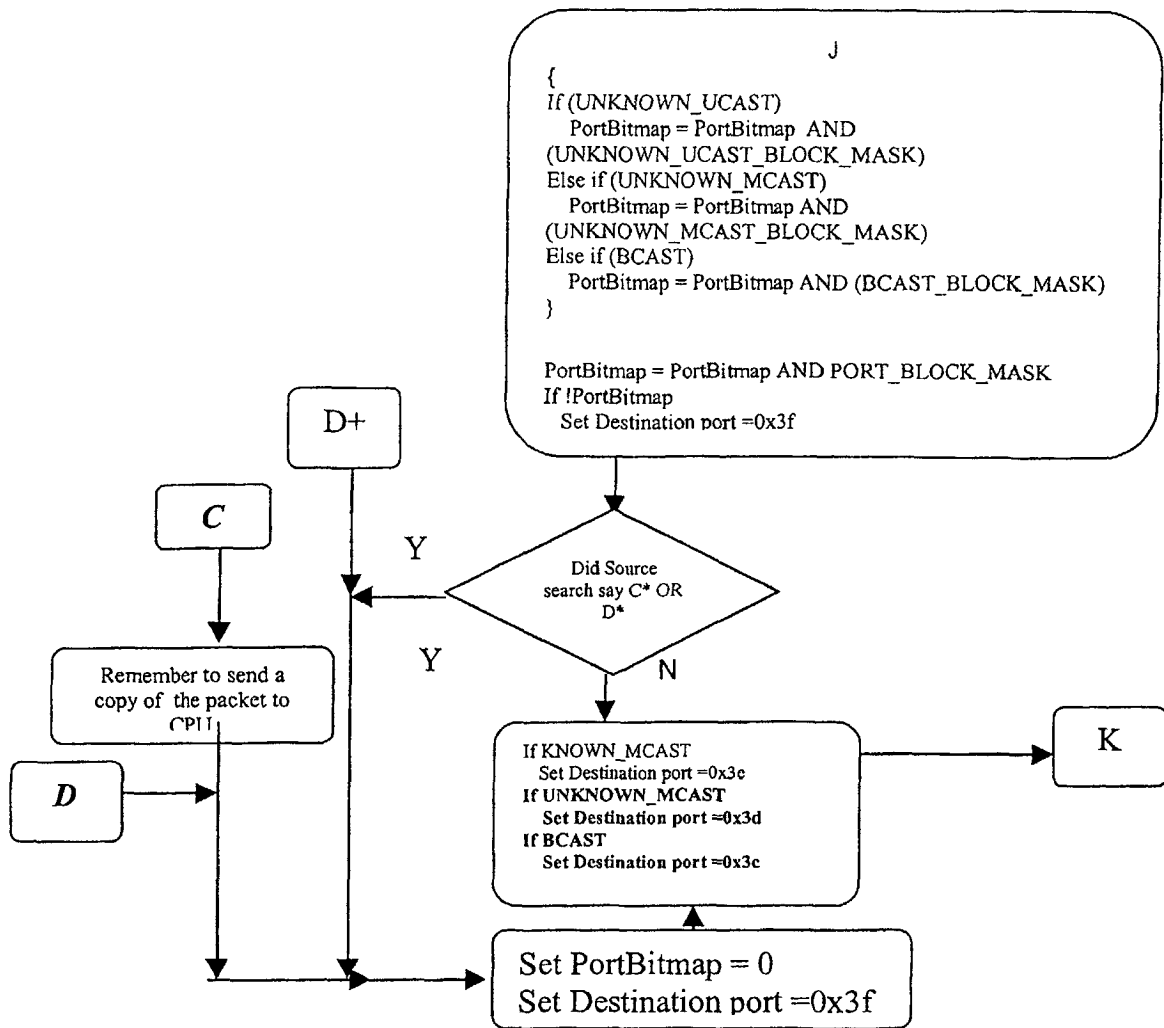 J
{
If (UNKNOWN_UCAST)
PortBitmap = PortBitmap AND
(UNKNOWN_UCAST_BLOCK_MASK)
Else if (UNKNOWN_MCAST)
PortBitmap = PortBitmap AND
(UNKNOWN_MCAST_BLOCK_MASK)
Else if (BCAST)
PortBitmap = PortBitmap AND (BCAST_BLOCK_MASK)
}
PortBitmap = PortBitmap AND PORT_BLOCK_MASK
If !PortBitmap
Set Destination port =0x3f
D+
C
Y
Did Source
search say C* OR
D*
Y
N
Remember to send a
copy of the packet to
CPU
D
If KNOWN_MCAST
Set Destination port =0x3e
If UNKNOWN_MCAST
Set Destination port =0x3d
If BCAST
Set Destination port =0x3c
K
Set PortBitmap = 0
Set Destination port =0x3f